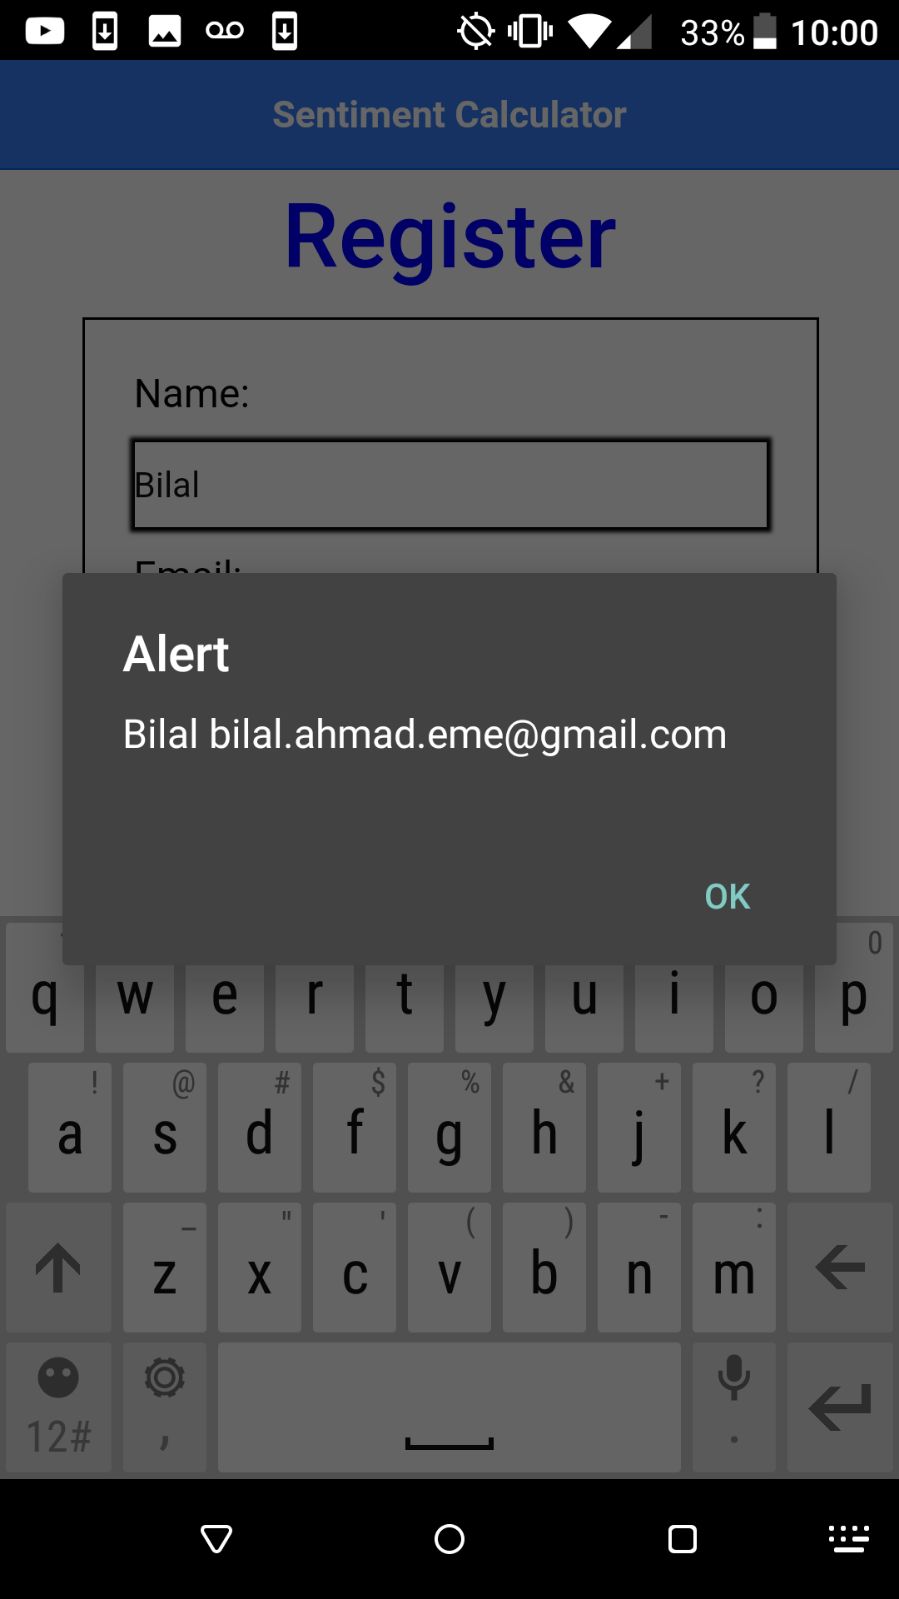 33% 10:00
Sentiment Calculator
Register
Name:
Bilal
Email:
Alert
Bilal bilal.ahmad.eme@gmail.com
OK
0
q w e r t y u i o p
! @ # $ % & + ? /
a s d f g h j k l
_ " ' ( ) - :
z x c v b n m
12# , .